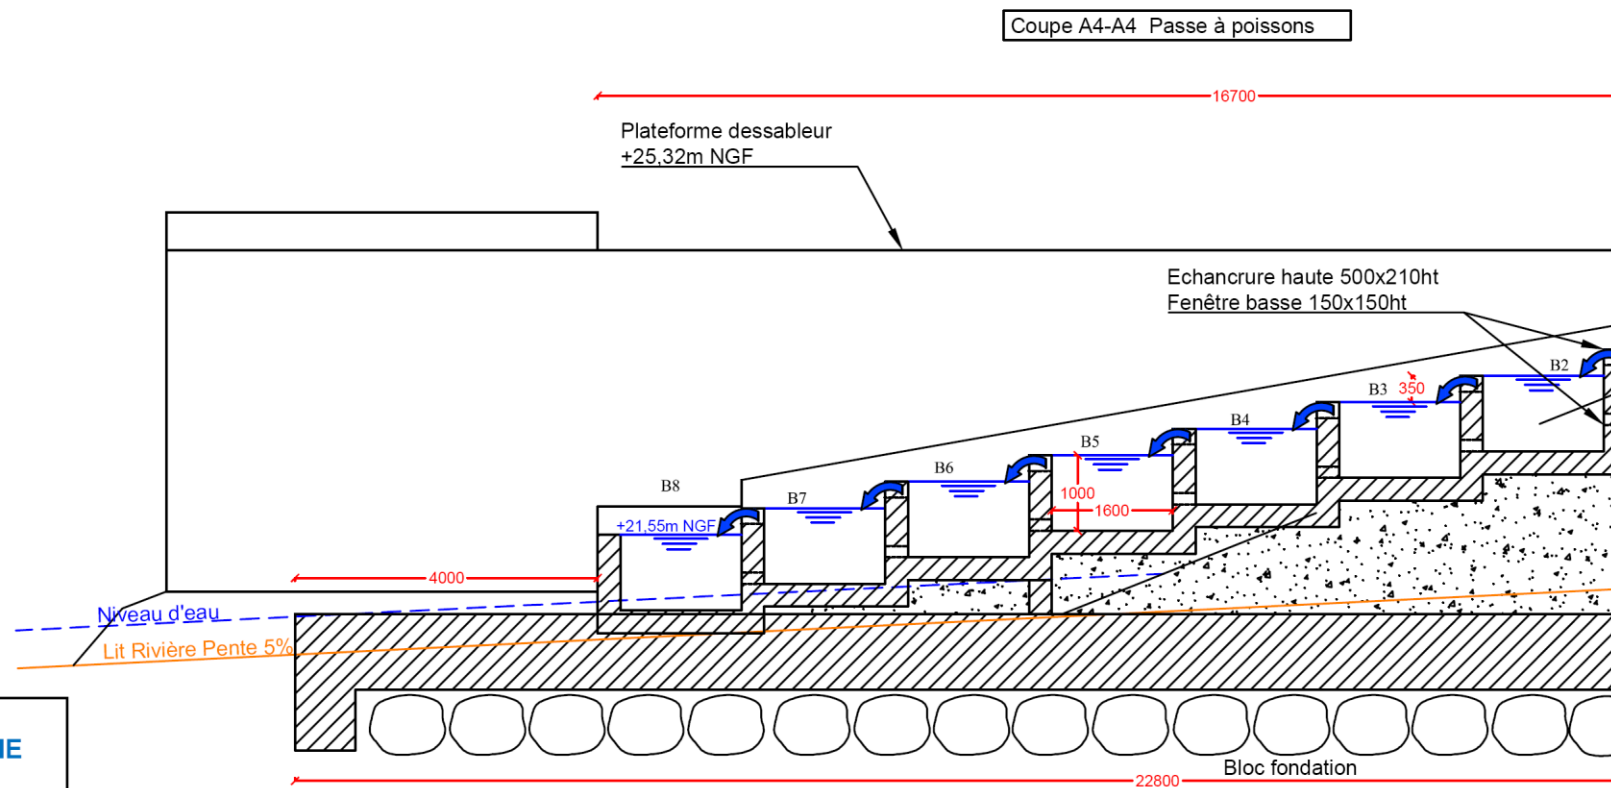 Coupe A4-A4  Passe à poissons
16700
Plateforme dessableur
+25,32m NGF
Echancrure haute 500x210ht
Fenêtre basse 150x150ht
B2
B3
350
B4
B5
B6
1000
1600
B7
B8
+21,55m NGF
4000
Niveau d'eau
Lit Rivière Pente 5%
IE
Bloc fondation
22800